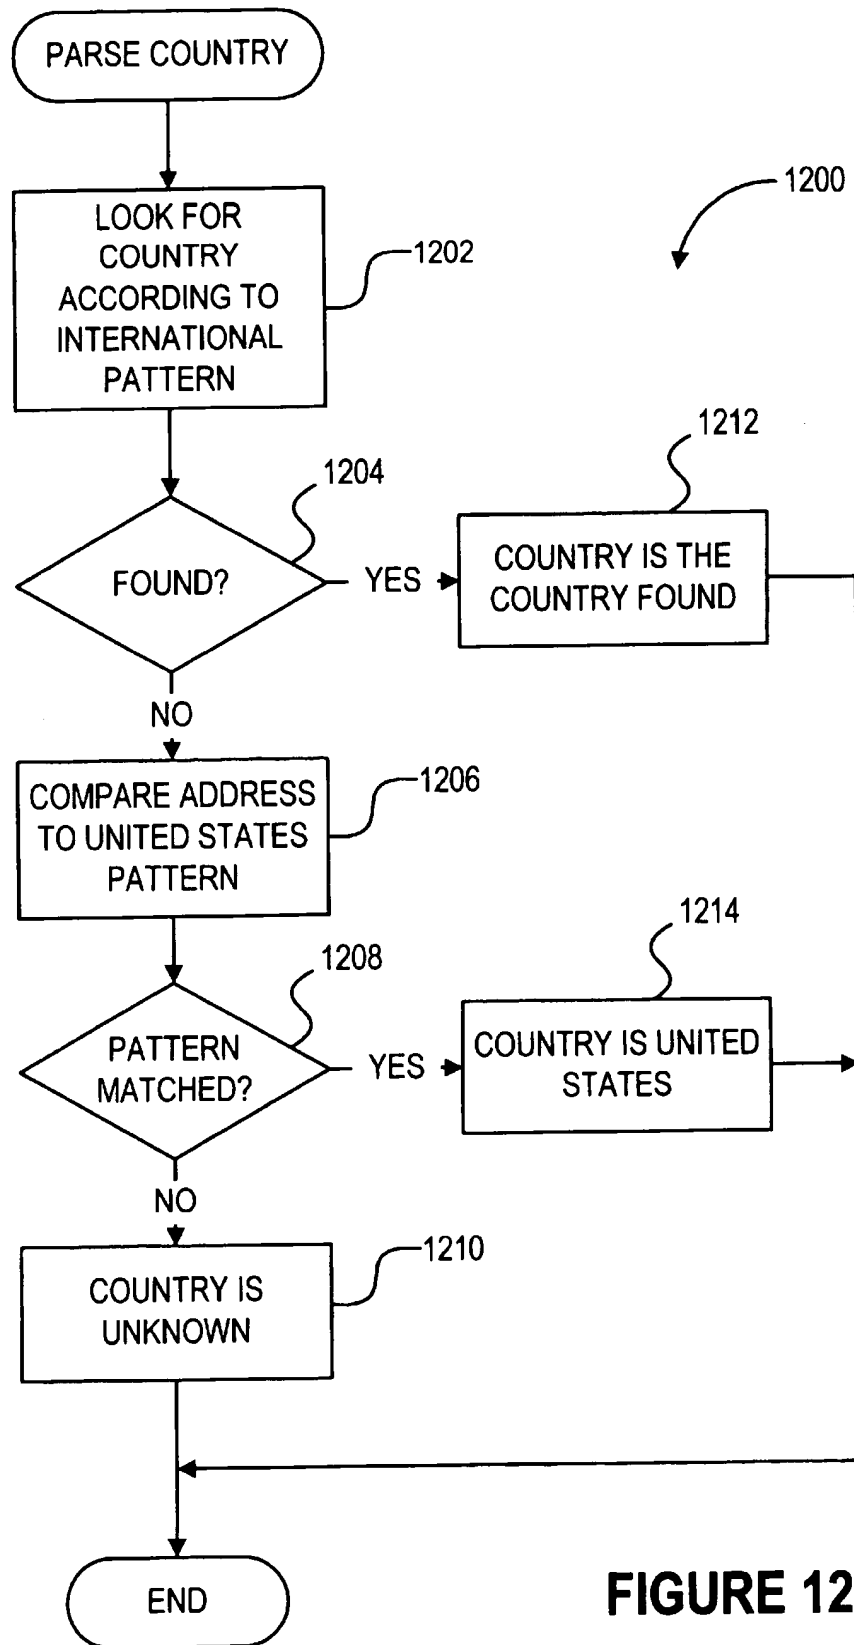 PARSE COUNTRY
1200
LOOK FOR
COUNTRY
ACCORDING TO
INTERNATIONAL
PATTERN
1202
1204
FOUND?
YES
1212
COUNTRY IS THE
COUNTRY FOUND
NO
COMPARE ADDRESS
TO UNITED STATES
PATTERN
1206
1208
PATTERN
MATCHED?
YES
1214
COUNTRY IS UNITED
STATES
NO
COUNTRY IS
UNKNOWN
1210
END
FIGURE 12